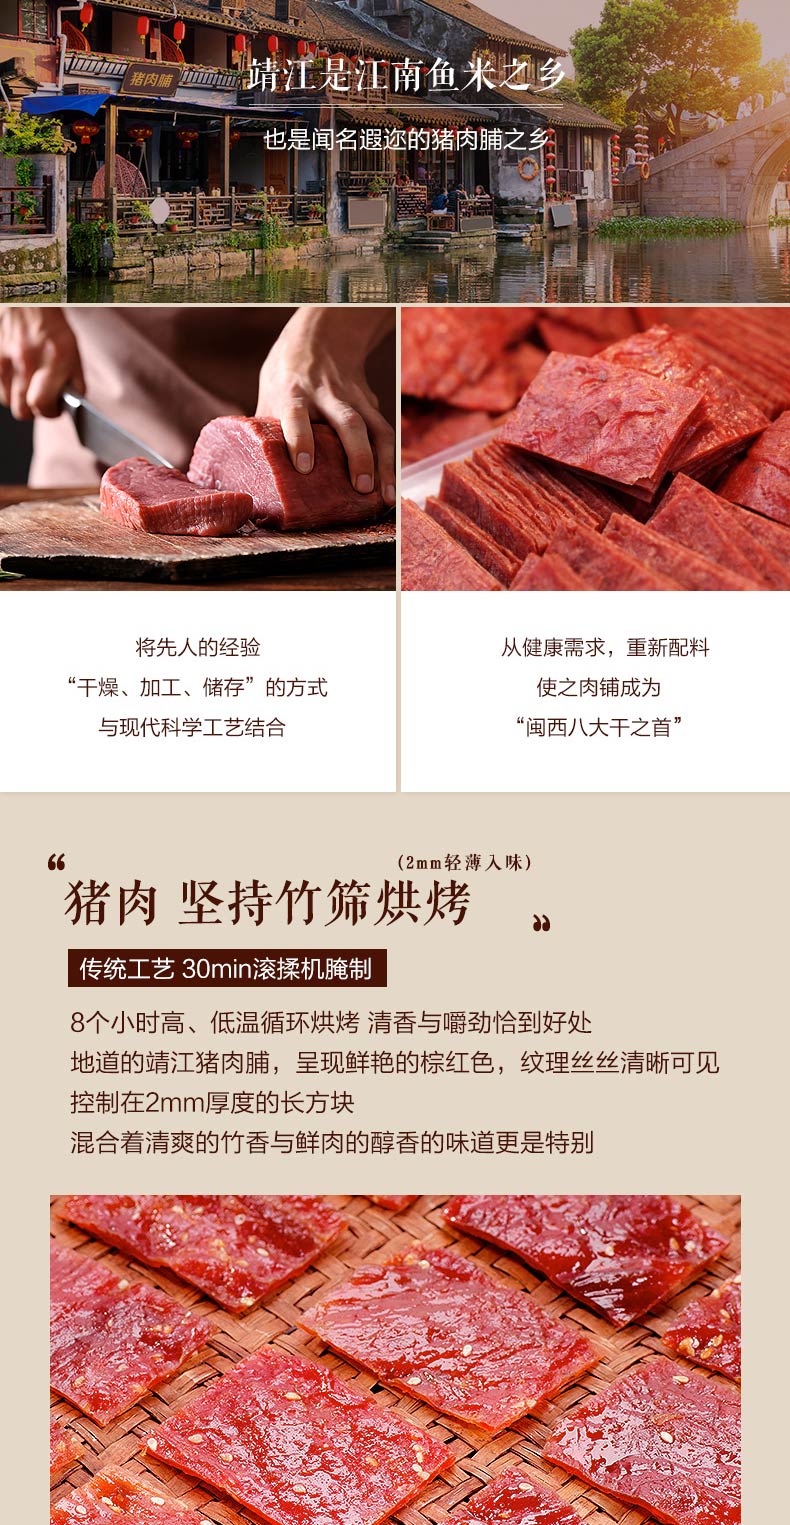 猪肉脯
靖江是江南鱼米之乡
也是闻名遐迩的猪肉脯之乡
将先人的经验
“干燥、加工、储存”的方式
与现代科学工艺结合
从健康需求，重新配料
使之肉铺成为
“闽西八大干之首”
“
(2mm轻薄入味)
猪肉 坚持竹筛烘烤
”
传统工艺 30min滚揉机腌制
8个小时高、低温循环烘烤 清香与嚼劲恰到好处
地道的靖江猪肉脯，呈现鲜艳的棕红色，纹理丝丝清晰可见
控制在2mm厚度的长方块
混合着清爽的竹香与鲜肉的醇香的味道更是特别